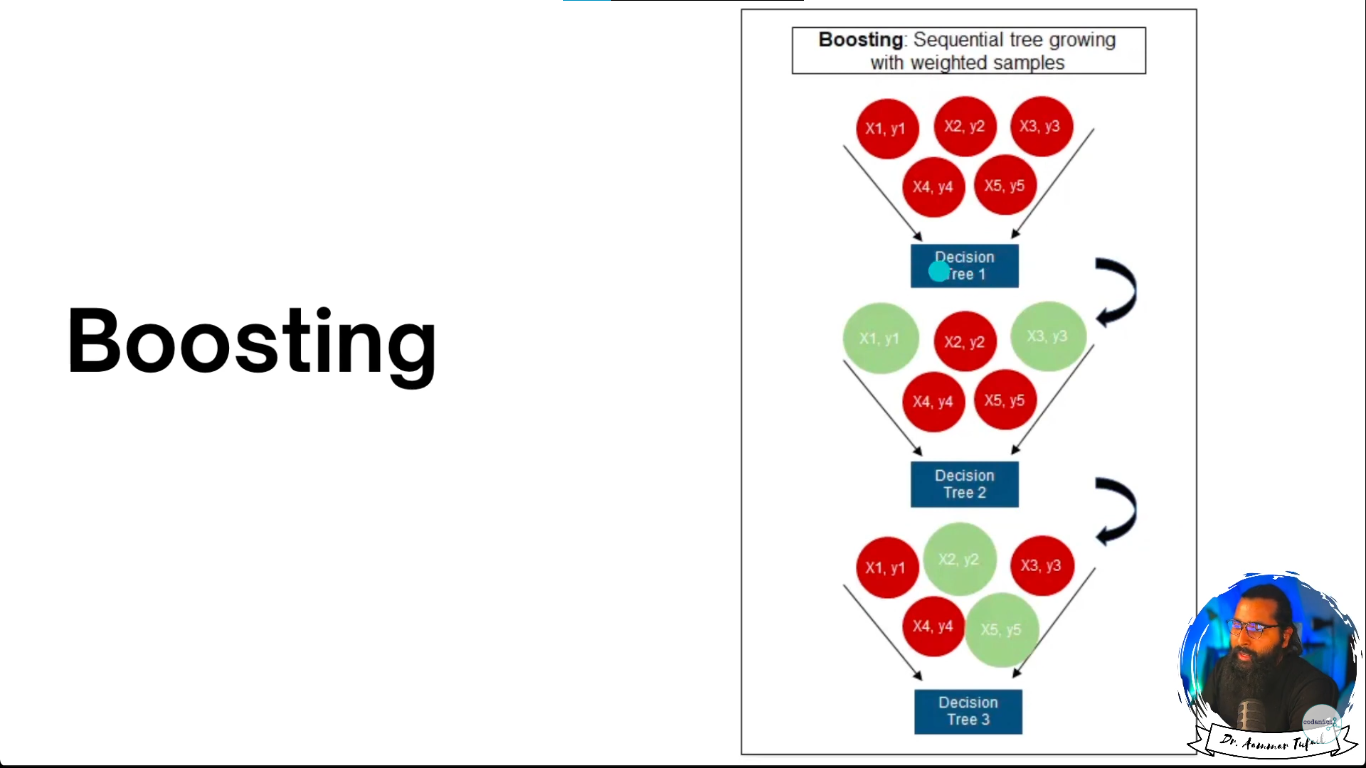 Boosting
Boosting: Sequential tree growing
with weighted samples
X1, y1
X2, y2
X3, y3
X4, y4
X5, y5
Decision
Tree 1
X1, y1
X2, y2
X3, y3
X4, y4
X5, y5
Decision
Tree 2
X1, y1
X2, y2
X3, y3
X4, y4
X5, y5
Decision
Tree 3
Dr. Aammar Tufail